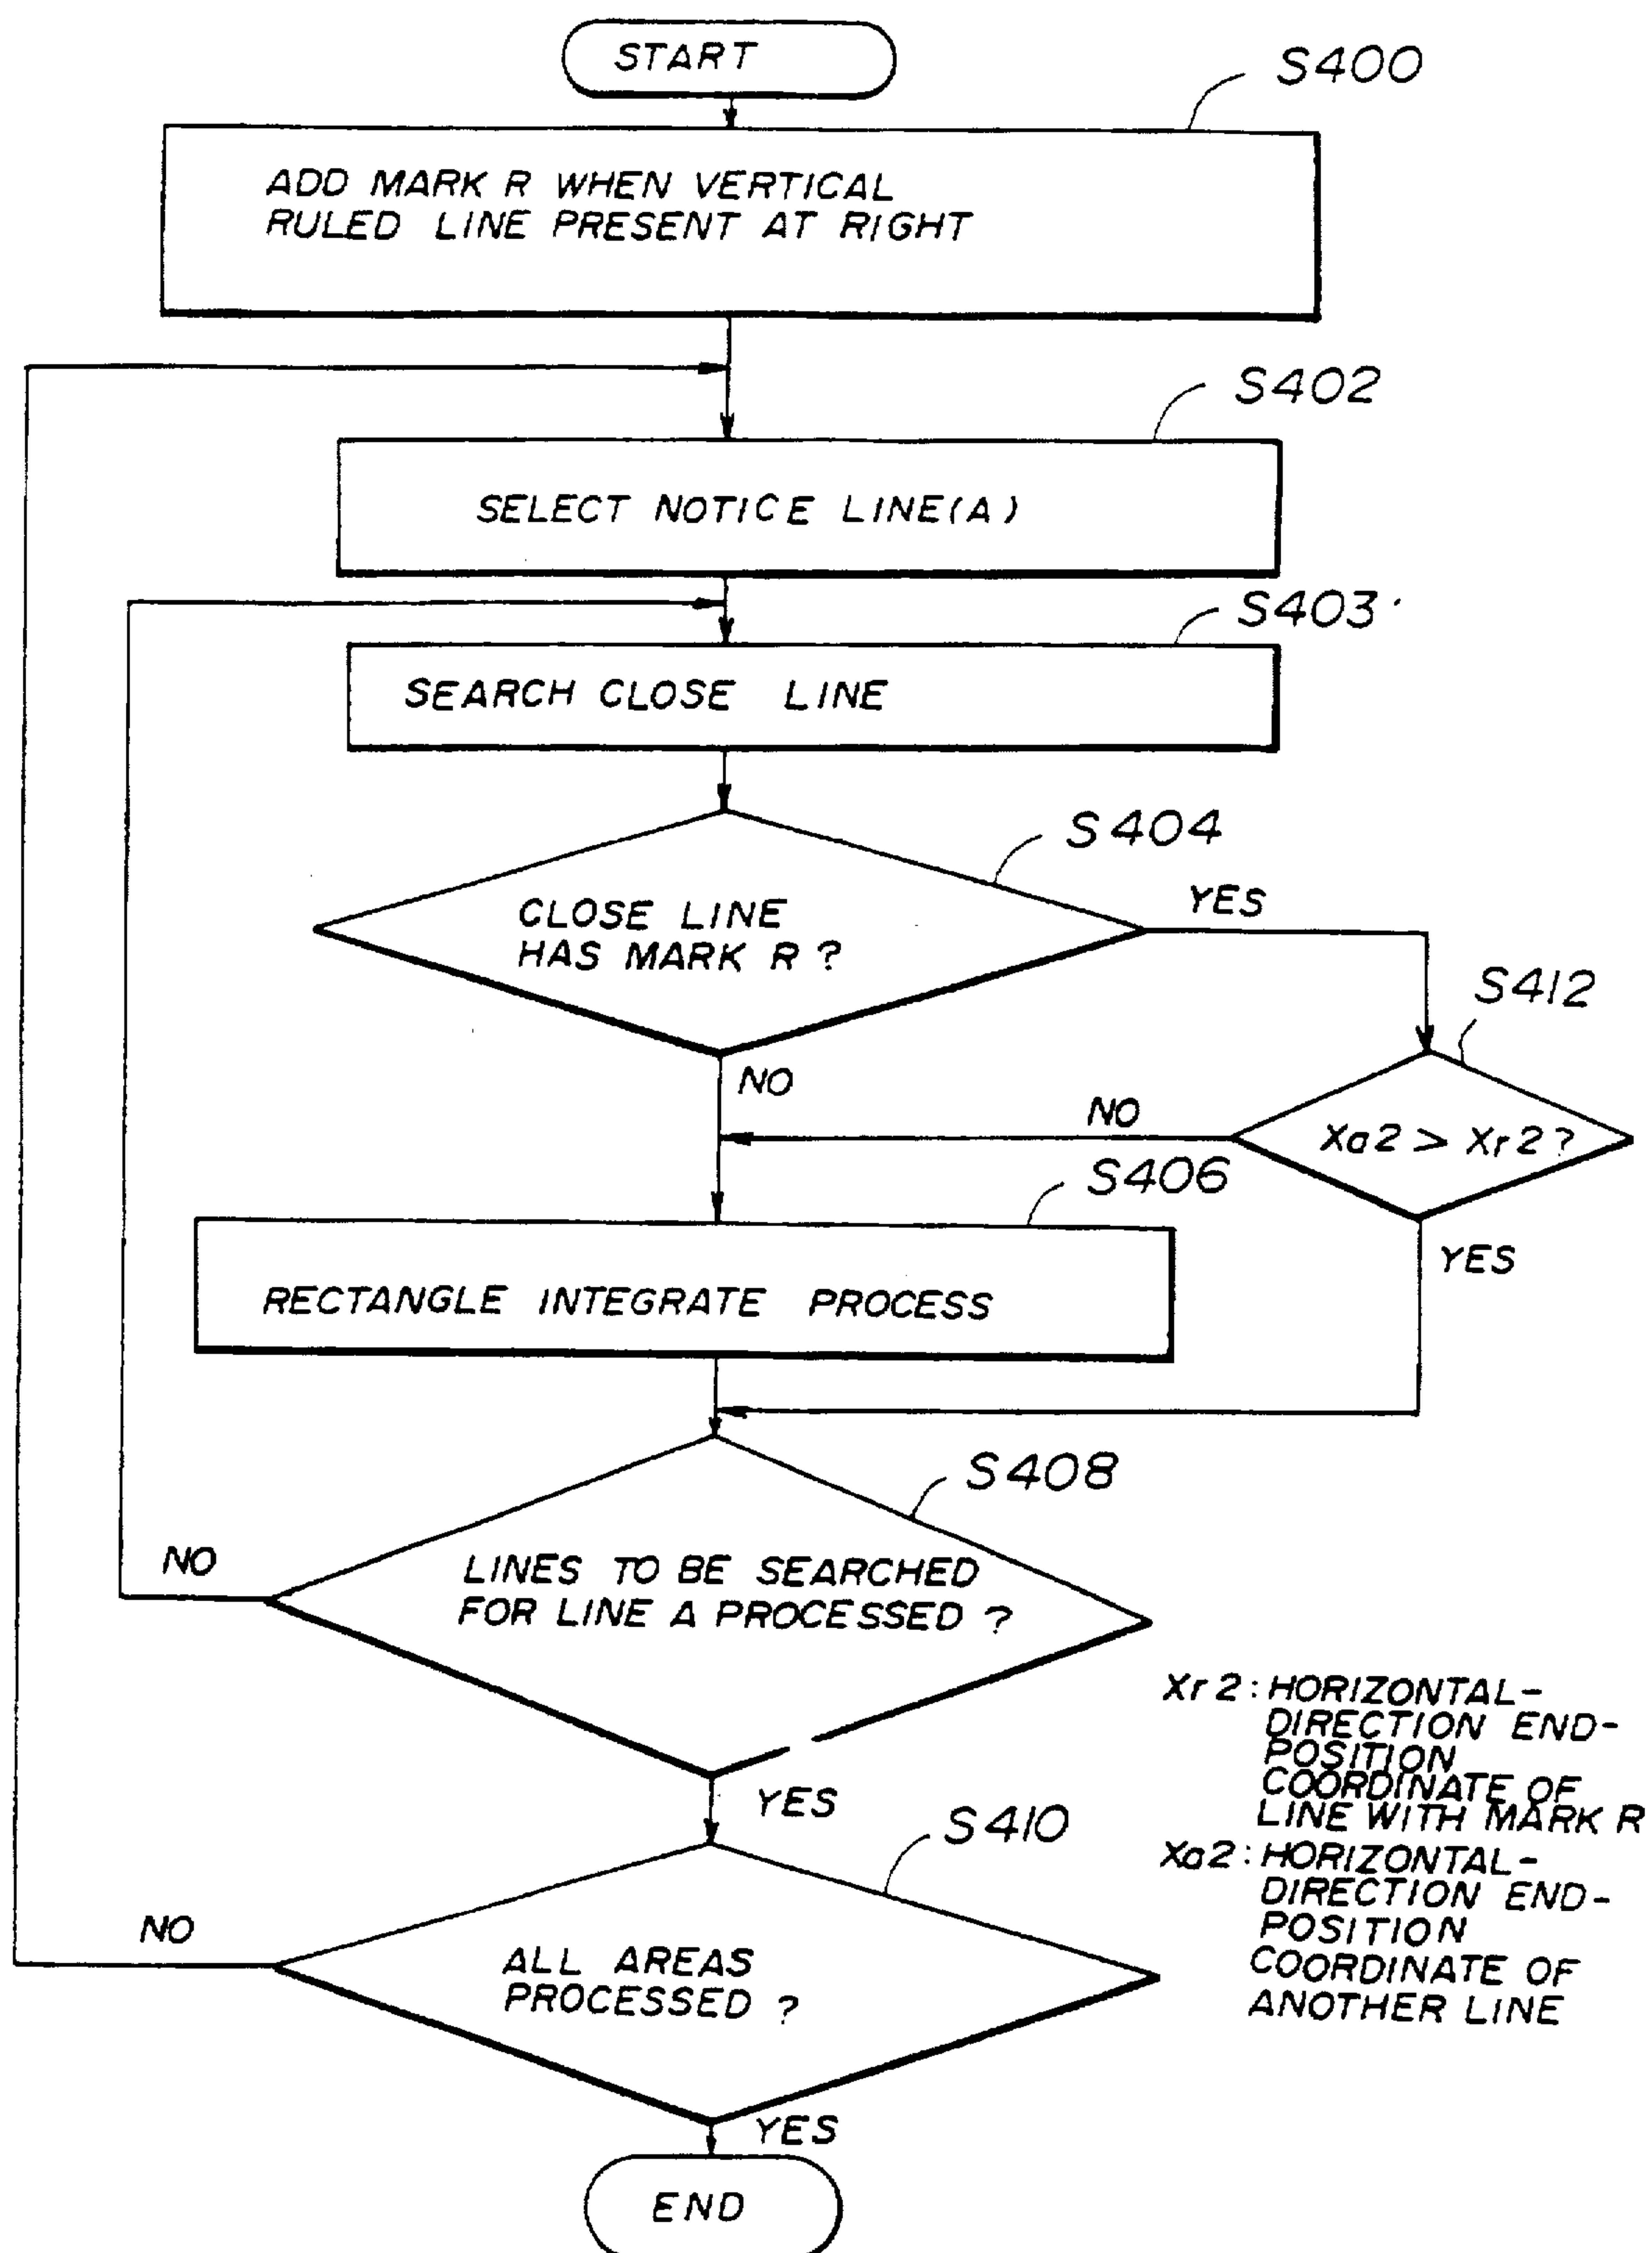 START
S400
ADD MARK R WHEN VERTICAL
RULED LINE PRESENT AT RIGHT
S402
SELECT NOTICE LINE(A)
S403
SEARCH CLOSE LINE
S404
CLOSE LINE
HAS MARK R ?
YES
S412
NO
NO
Xa2 > Xr2 ?
S406
YES
RECTANGLE INTEGRATE PROCESS
S408
NO
LINES TO BE SEARCHED
FOR LINE A PROCESSED ?
YES
S410
NO
ALL AREAS
PROCESSED ?
YES
END
Xr2 : HORIZONTAL-
DIRECTION END-
POSITION
COORDINATE OF
LINE WITH MARK R
Xa2 : HORIZONTAL-
DIRECTION END-
POSITION
COORDINATE OF
ANOTHER LINE